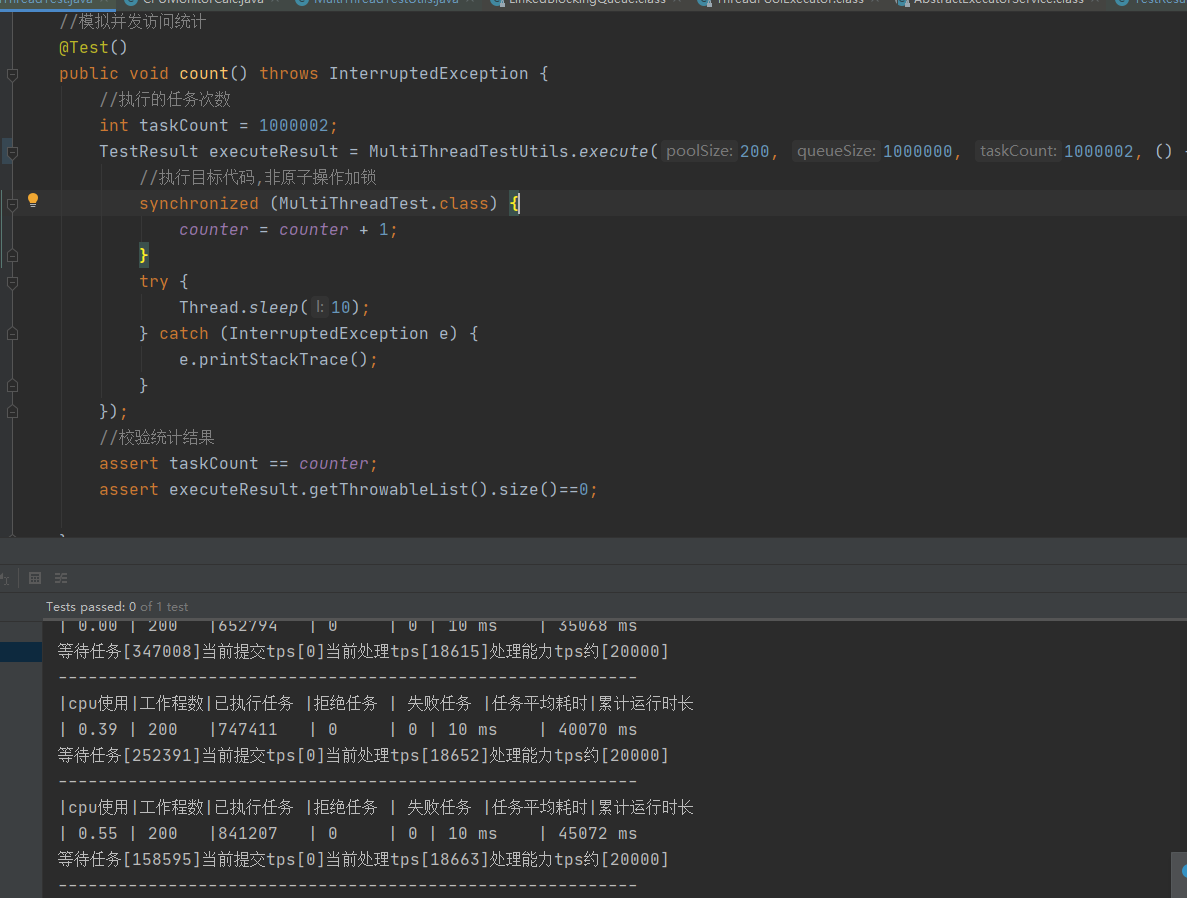 ThreadTest.java CPUMonitorCalc.java MultiThreadTestUtils.java LinkedBlockingQueue.class ThreadPoolExecutor.class AbstractExecutorService.class
//模拟并发访问统计
@Test()
public void count() throws InterruptedException {
//执行的任务次数
int taskCount = 1000002;
TestResult executeResult = MultiThreadTestUtils.execute( poolSize: 200, queueSize: 1000000, taskCount: 1000002, ()
//执行目标代码,非原子操作加锁
synchronized (MultiThreadTest.class) {
counter = counter + 1;
}
try {
Thread.sleep( l: 10);
} catch (InterruptedException e) {
e.printStackTrace();
}
});
//校验统计结果
assert taskCount == counter;
assert executeResult.getThrowableList().size()==0;
Tests passed: 0 of 1 test
| 0.00 | 200 |652794 | 0 | 0 | 10 ms | 35068 ms
等待任务[347008]当前提交tps[0]当前处理tps[18615]处理能力tps约[20000]
----------------------------------------------------------
|cpu使用|工作程数|已执行任务 |拒绝任务 | 失败任务 |任务平均耗时|累计运行时长
| 0.39 | 200 |747411 | 0 | 0 | 10 ms | 40070 ms
等待任务[252391]当前提交tps[0]当前处理tps[18652]处理能力tps约[20000]
----------------------------------------------------------
|cpu使用|工作程数|已执行任务 |拒绝任务 | 失败任务 |任务平均耗时|累计运行时长
| 0.55 | 200 |841207 | 0 | 0 | 10 ms | 45072 ms
等待任务[158595]当前提交tps[0]当前处理tps[18663]处理能力tps约[20000]
----------------------------------------------------------